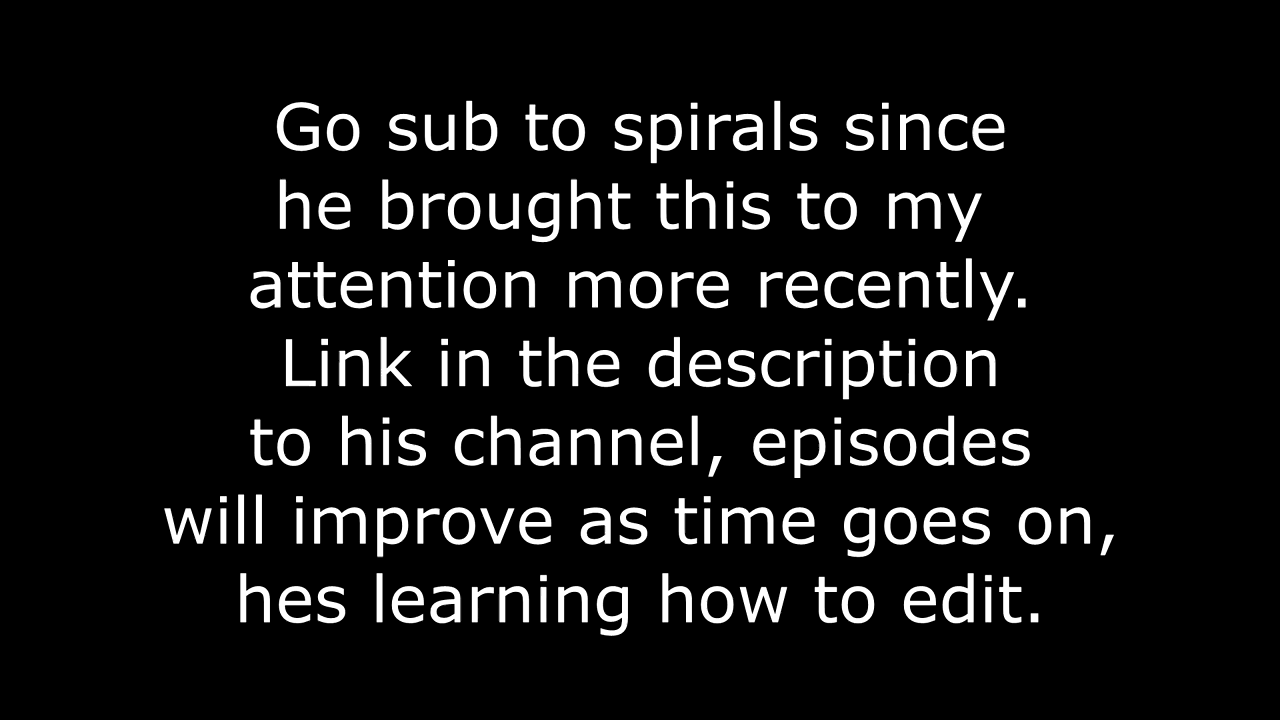 Go sub to spirals since
he brought this to my
attention more recently.
Link in the description
to his channel, episodes
will improve as time goes on,
hes learning how to edit.